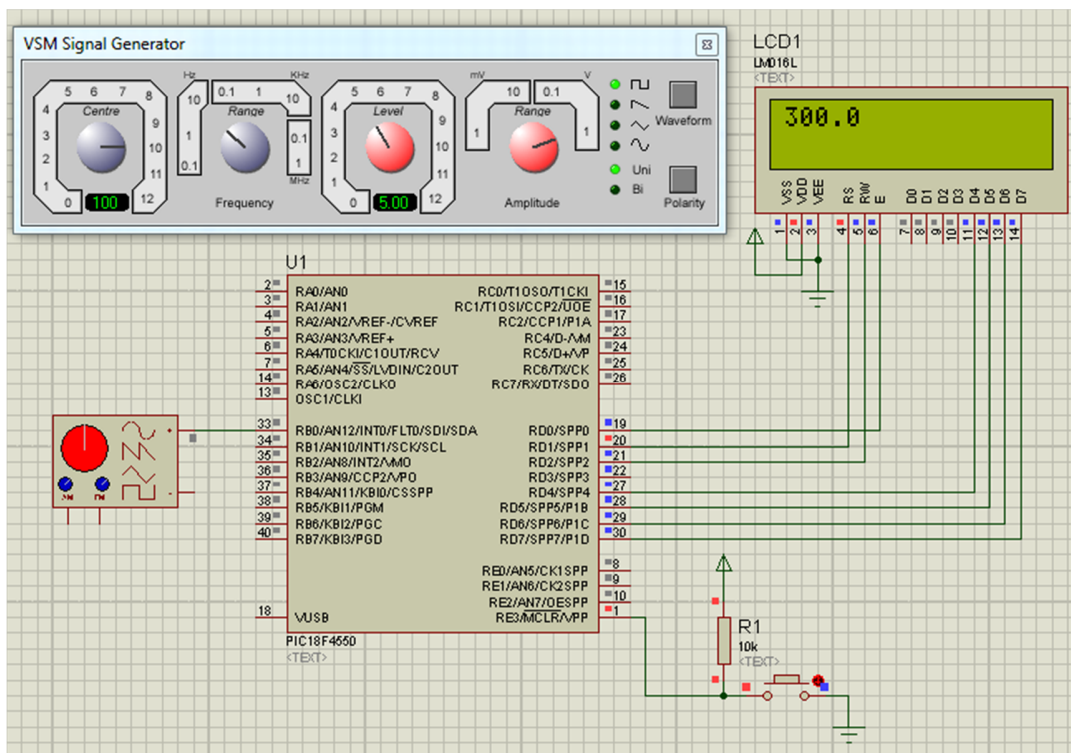 VSM Signal Generator
Centre
0 1 2 3 4 5 6 7 8 9 10 11 12
100
Hz
KHz
MHz
Range
0.1 1 10 0.1 1 10 0.1 1
Frequency
Level
0 1 2 3 4 5 6 7 8 9 10 11 12
5.00
mV
V
Range
1 10 0.1 1
Amplitude
Waveform
Uni
Bi
Polarity
LCD1
LM016L
<TEXT>
300.0
VSS VDD VEE RS RW E D0 D1 D2 D3 D4 D5 D6 D7
1 2 3 4 5 6 7 8 9 10 11 12 13 14
U1
2 RA0/AN0
3 RA1/AN1
4 RA2/AN2/VREF-/CVREF
5 RA3/AN3/VREF+
6 RA4/T0CKI/C1OUT/RCV
7 RA5/AN4/SS/LVDIN/C2OUT
14 RA6/OSC2/CLKO
13 OSC1/CLKI
33 RB0/AN12/INT0/FLT0/SDI/SDA
34 RB1/AN10/INT1/SCK/SCL
35 RB2/AN8/INT2/VMO
36 RB3/AN9/CCP2/VPO
37 RB4/AN11/KBI0/CSSPP
38 RB5/KBI1/PGM
39 RB6/KBI2/PGC
40 RB7/KBI3/PGD
18 VUSB
RC0/T1OSO/T1CKI 15
RC1/T1OSI/CCP2/UOE 16
RC2/CCP1/P1A 17
RC4/D-/VM 23
RC5/D+/VP 24
RC6/TX/CK 25
RC7/RX/DT/SDO 26
RD0/SPP0 19
RD1/SPP1 20
RD2/SPP2 21
RD3/SPP3 22
RD4/SPP4 27
RD5/SPP5/P1B 28
RD6/SPP6/P1C 29
RD7/SPP7/P1D 30
RE0/AN5/CK1SPP 8
RE1/AN6/CK2SPP 9
RE2/AN7/OESPP 10
RE3/MCLR/VPP 1
PIC18F4550
<TEXT>
AM
FM
R1
10k
<TEXT>